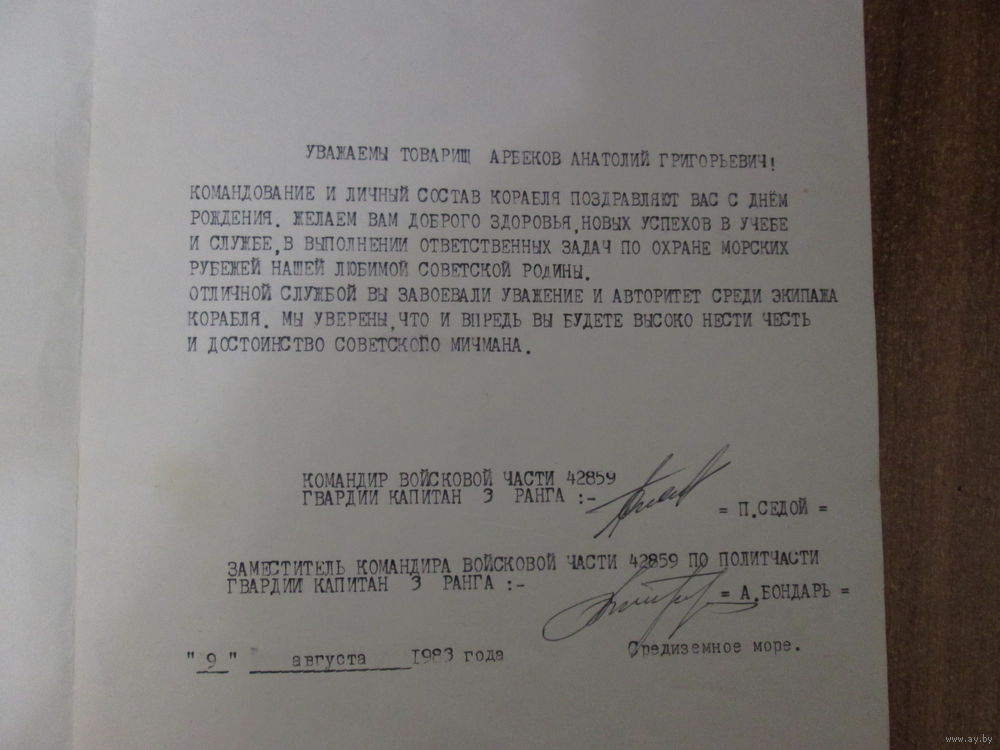 УВАЖАЕМЫ ТОВАРИЩ АРБЕКОВ АНАТОЛИЙ ГРИГОРЬЕВИЧ!
КОМАНДОВАНИЕ И ЛИЧНЫЙ СОСТАВ КОРАБЛЯ ПОЗДРАВЛЯЮТ ВАС С ДНЁМ
РОЖДЕНИЯ. ЖЕЛАЕМ ВАМ ДОБРОГО ЗДОРОВЬЯ,НОВЫХ УСПЕХОВ В УЧЕБЕ
И СЛУЖБЕ,В ВЫПОЛНЕНИИ ОТВЕТСТВЕННЫХ ЗАДАЧ ПО ОХРАНЕ МОРСКИХ
РУБЕЖЕЙ НАШЕЙ ЛЮБИМОЙ СОВЕТСКОЙ РОДИНЫ.
ОТЛИЧНОЙ СЛУЖБОЙ ВЫ ЗАВОЕВАЛИ УВАЖЕНИЕ И АВТОРИТЕТ СРЕДИ ЭКИПАЖА
КОРАБЛЯ. МЫ УВЕРЕНЫ,ЧТО И ВПРЕДЬ ВЫ БУДЕТЕ ВЫСОКО НЕСТИ ЧЕСТЬ
И ДОСТОИНСТВО СОВЕТСКОГО МИЧМАНА.
КОМАНДИР ВОЙСКОВОЙ ЧАСТИ 42859
ГВАРДИИ КАПИТАН 3 РАНГА :-
= П.СЕДОЙ =
ЗАМЕСТИТЕЛЬ КОМАНДИРА ВОЙСКОВОЙ ЧАСТИ 42859 ПО ПОЛИТЧАСТИ
ГВАРДИИ КАПИТАН 3 РАНГА :-
= А.БОНДАРЬ =
"9" августа 1983 года
Средиземное море.
www.ay.by